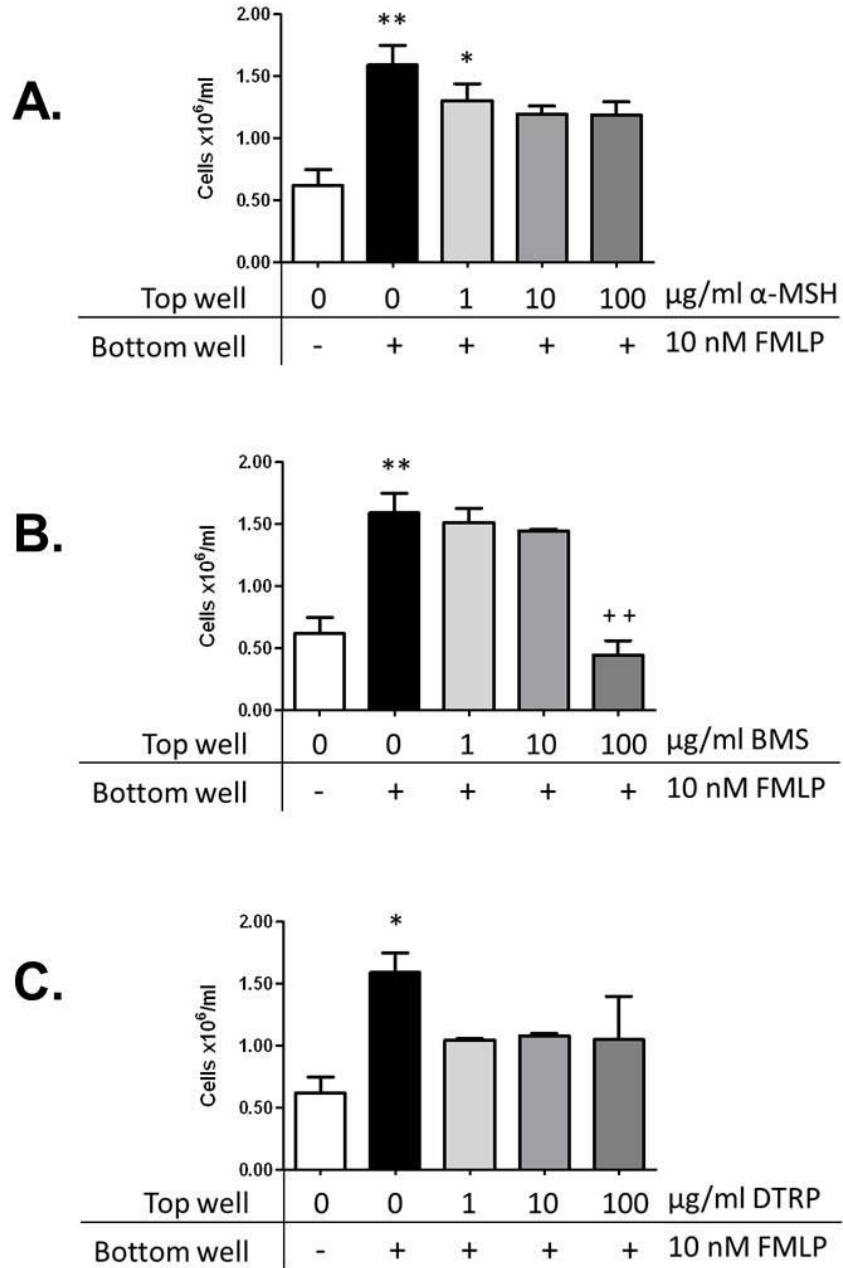 A.
Cells x10⁶/ml
2.00
**
1.50
*
1.00
0.50
0.00
Top well 0 0 1 10 100 µg/ml α-MSH
Bottom well - + + + + 10 nM FMLP
B.
Cells x10⁶/ml
2.00
**
1.50
1.00
++
0.50
0.00
Top well 0 0 1 10 100 µg/ml BMS
Bottom well - + + + + 10 nM FMLP
C.
Cells x10⁶/ml
2.00
*
1.50
1.00
0.50
0.00
Top well 0 0 1 10 100 µg/ml DTRP
Bottom well - + + + + 10 nM FMLP